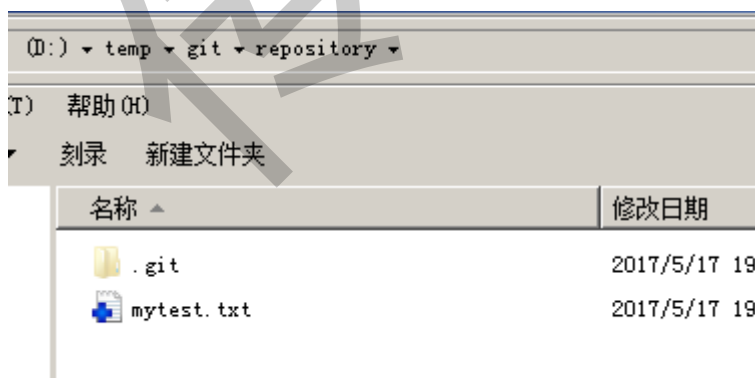 (D:) ▾ temp ▾ git ▾ repository ▾
(T) 帮助(H)
刻录 新建文件夹
名称 修改日期
.git 2017/5/17 19
mytest.txt 2017/5/17 19